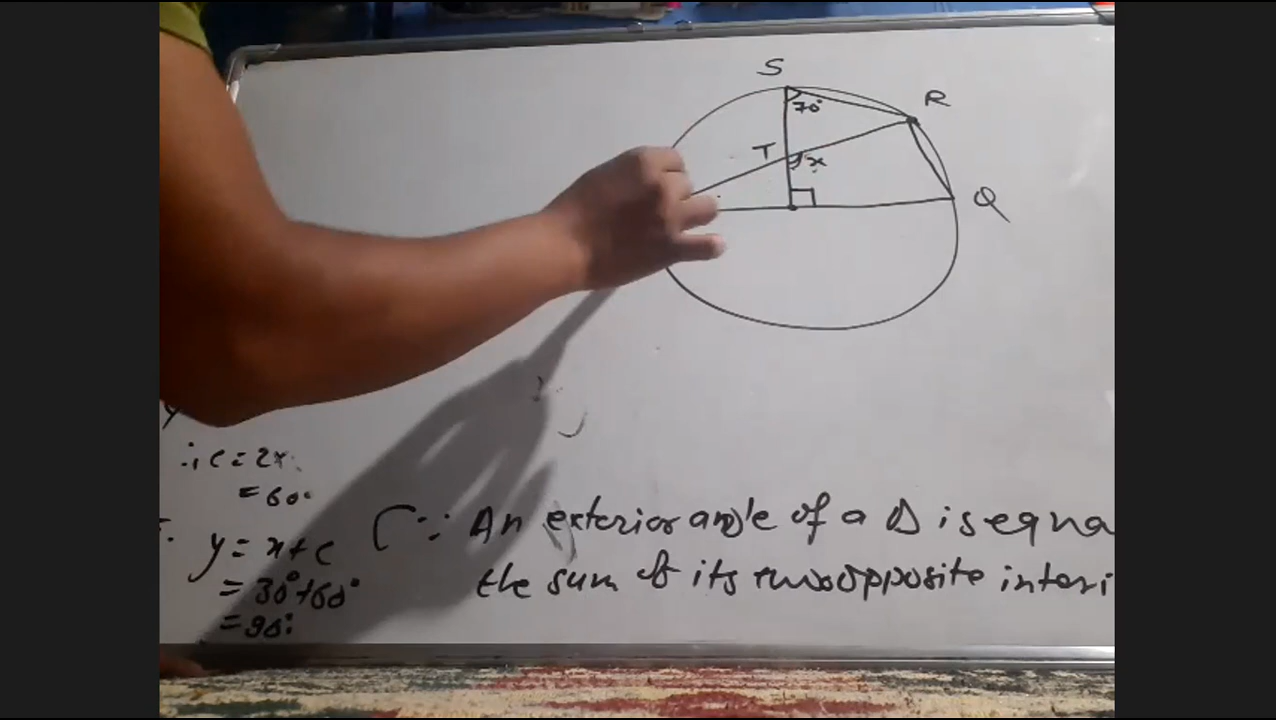 S
R
70°
T
x
Q
∴ c = 2x
= 60°
y = x + c
= 30° + 60°
= 90°
(∵ An exterior angle of a Δ is equa
the sum of its two opposite interi